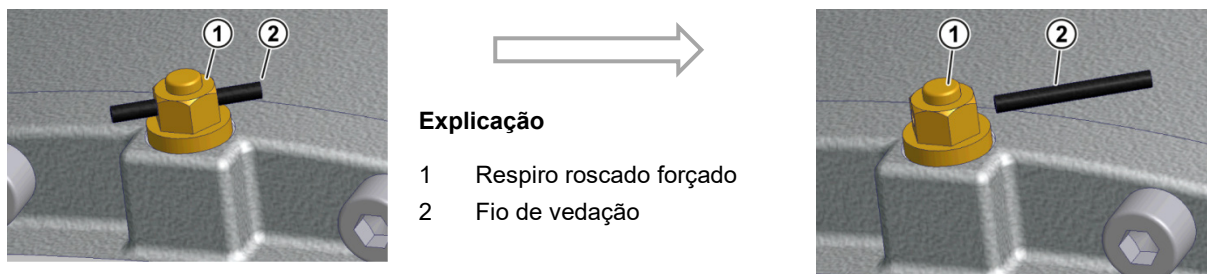 1 2
Explicação
1 Respiro roscado forçado
2 Fio de vedação
1 2